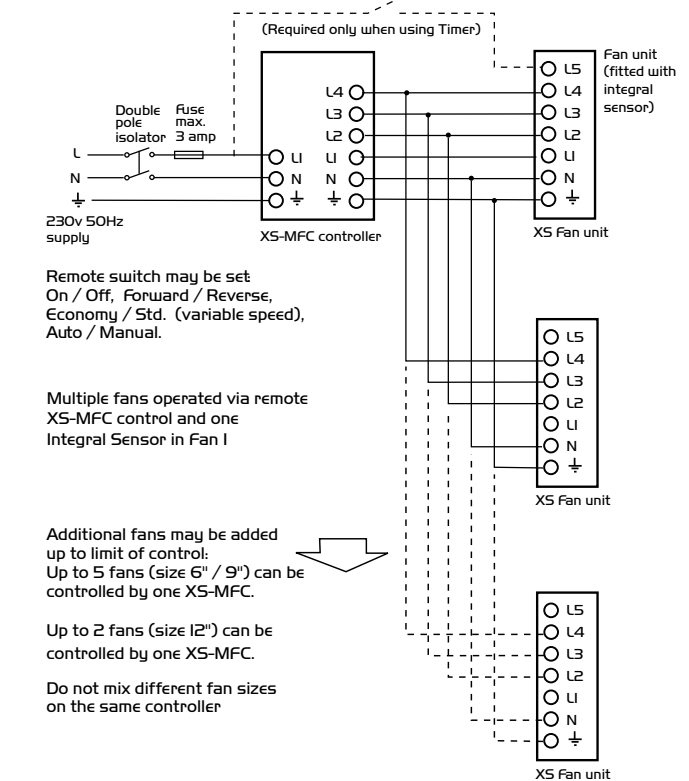 (Required only when using Timer)
Fan unit
(fitted with
integral
sensor)
L5
L4
L3
L2
L1
N
XS Fan unit
L4
L3
L2
L1
N
L1
N
XS-MFC controller
Double
pole
isolator
Fuse
max.
3 amp
L
N
230v 50Hz
supply
Remote switch may be set
On / Off, Forward / Reverse,
Economy / Std. (variable speed),
Auto / Manual.
L5
L4
L3
L2
L1
N
XS Fan unit
Multiple fans operated via remote
XS-MFC control and one
Integral Sensor in Fan 1
Additional fans may be added
up to limit of control:
Up to 5 fans (size 6" / 9") can be
controlled by one XS-MFC.
Up to 2 fans (size 12") can be
controlled by one XS-MFC.
Do not mix different fan sizes
on the same controller
L5
L4
L3
L2
L1
N
XS Fan unit